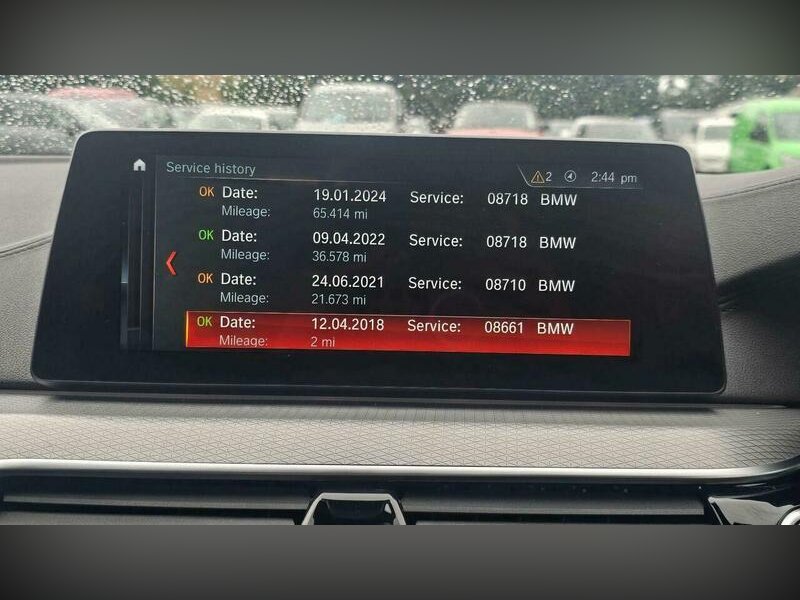 Service history 2 2:44 pm
OK Date: 19.01.2024 Service: 08718 BMW
Mileage: 65.414 mi
OK Date: 09.04.2022 Service: 08718 BMW
Mileage: 36.578 mi
OK Date: 24.06.2021 Service: 08710 BMW
Mileage: 21.673 mi
OK Date: 12.04.2018 Service: 08661 BMW
Mileage: 2 mi